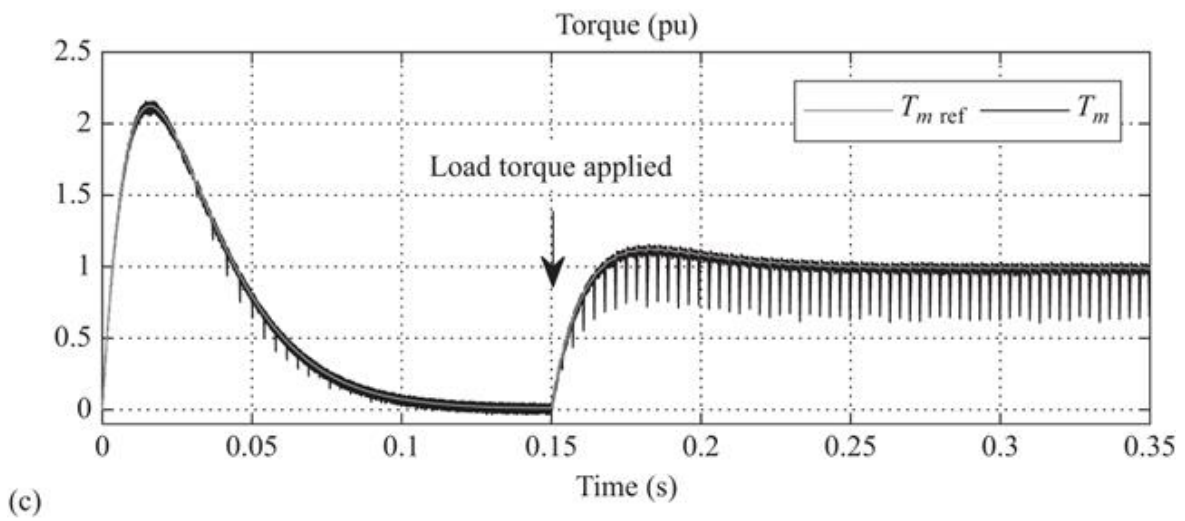 Torque (pu)
2.5
T_m ref T_m
2
Load torque applied
1.5
1
0.5
0
0 0.05 0.1 0.15 0.2 0.25 0.3 0.35
Time (s)
(c)